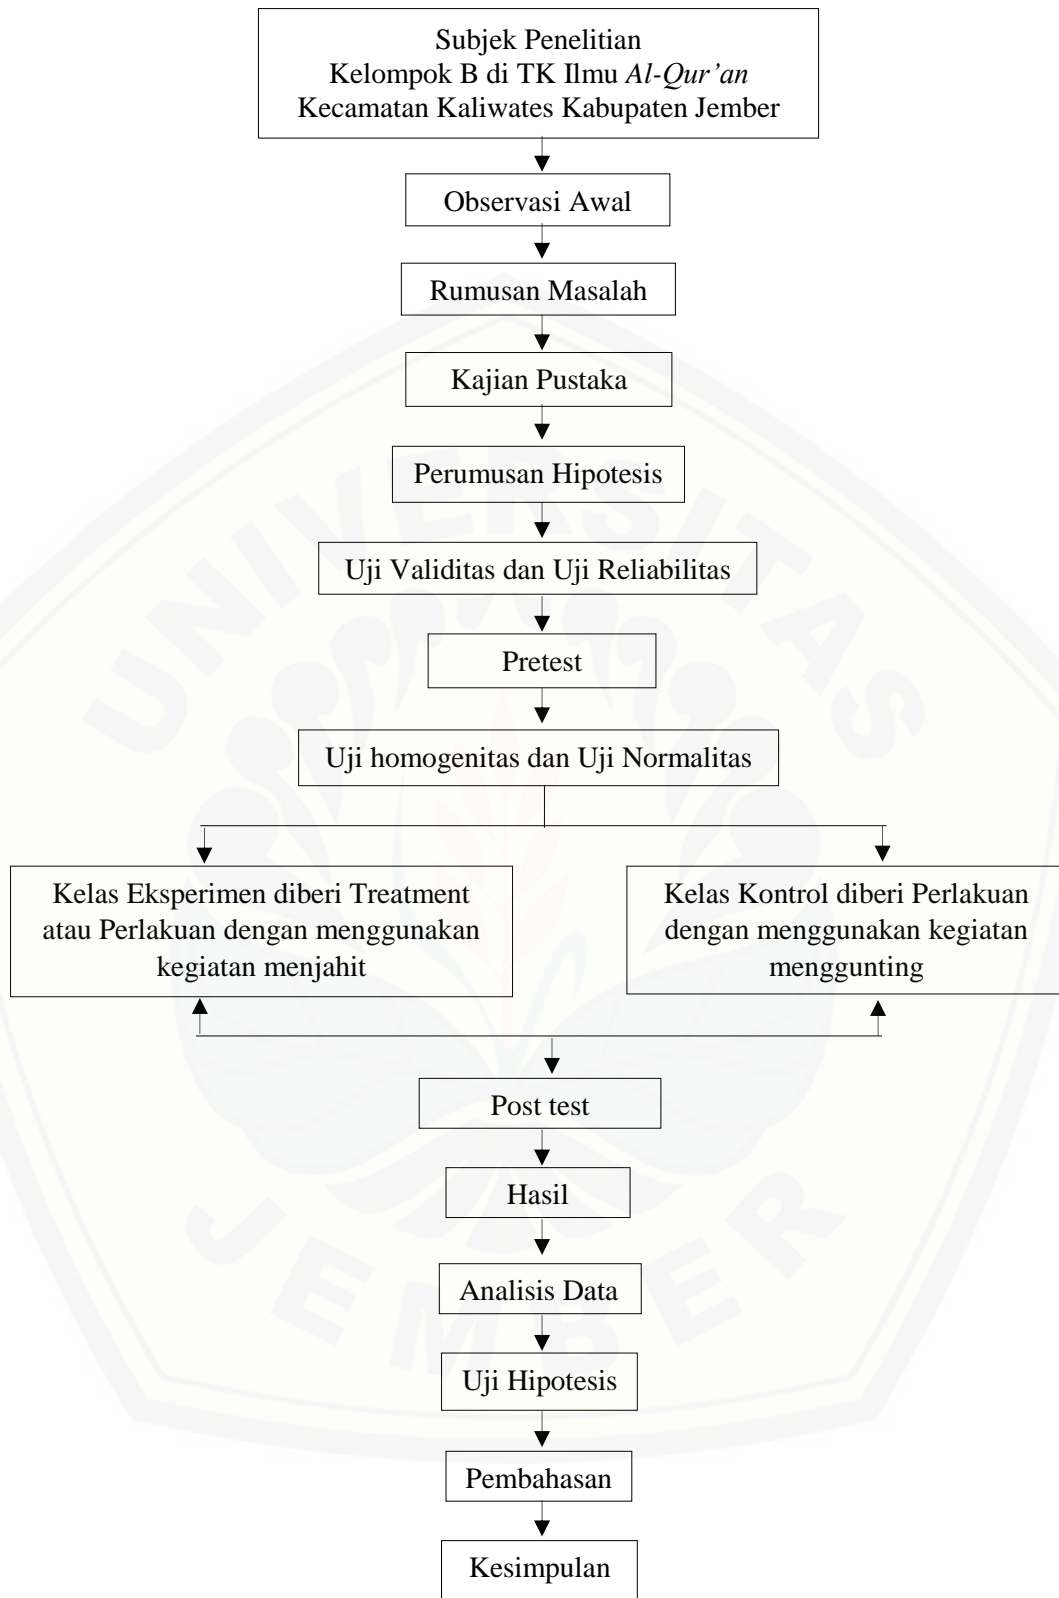 Subjek Penelitian
Kelompok B di TK Ilmu Al-Qur’an
Kecamatan Kaliwates Kabupaten Jember
Observasi Awal
Rumusan Masalah
Kajian Pustaka
Perumusan Hipotesis
Uji Validitas dan Uji Reliabilitas
Pretest
Uji homogenitas dan Uji Normalitas
Kelas Eksperimen diberi Treatment
atau Perlakuan dengan menggunakan
kegiatan menjahit
Kelas Kontrol diberi Perlakuan
dengan menggunakan kegiatan
menggunting
Post test
Hasil
Analisis Data
Uji Hipotesis
Pembahasan
Kesimpulan
UNIVERSITAS
JEMBER